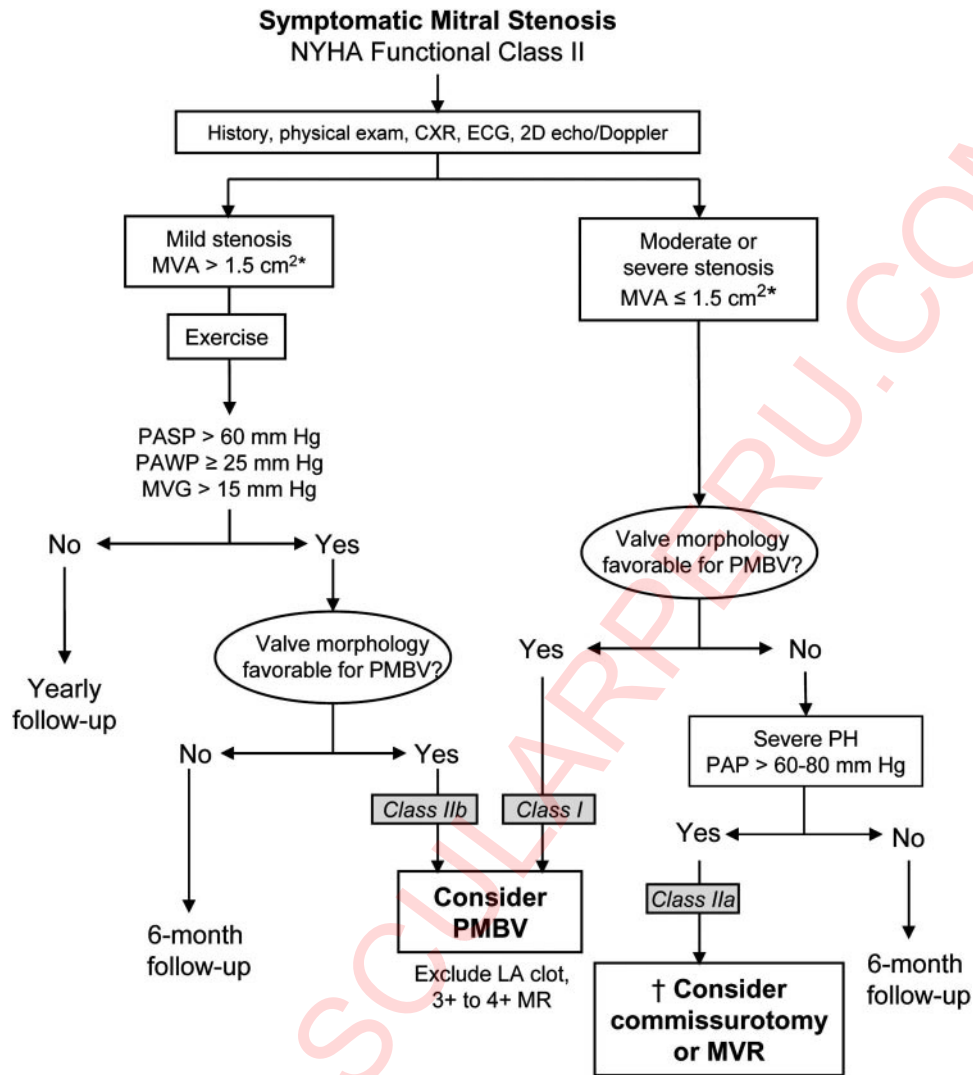 Symptomatic Mitral Stenosis
NYHA Functional Class II
History, physical exam, CXR, ECG, 2D echo/Doppler
Mild stenosis
MVA > 1.5 cm²*
Moderate or
severe stenosis
MVA ≤ 1.5 cm²*
Exercise
PASP > 60 mm Hg
PAWP ≥ 25 mm Hg
MVG > 15 mm Hg
No
Yes
Valve morphology
favorable for PMBV?
Yearly
follow-up
Valve morphology
favorable for PMBV?
Yes
No
No
Yes
Severe PH
PAP > 60-80 mm Hg
Class IIb
Class I
Yes
No
Consider
PMBV
Class IIa
6-month
follow-up
Exclude LA clot,
3+ to 4+ MR
† Consider
commissurotomy
or MVR
6-month
follow-up
SCULARPERU.COM